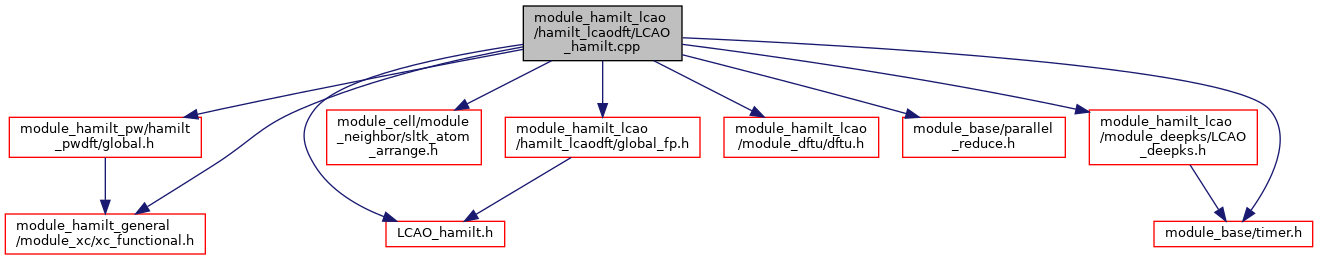 module_hamilt_lcao
/hamilt_lcaodft/LCAO
_hamilt.cpp
module_hamilt_pw/hamilt
_pwdft/global.h
module_cell/module
_neighbor/sltk_atom
_arrange.h
module_hamilt_lcao
/hamilt_lcaodft/global_fp.h
module_hamilt_lcao
/module_dftu/dftu.h
module_base/parallel
_reduce.h
module_hamilt_lcao
/module_deepks/LCAO
_deepks.h
module_hamilt_general
/module_xc/xc_functional.h
LCAO_hamilt.h
module_base/timer.h